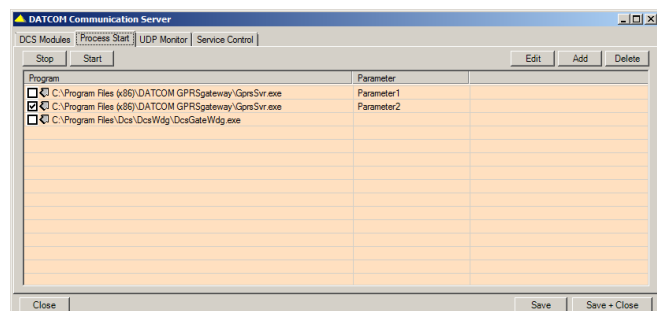 DATCOM Communication Server
DCS Modules Process Start UDP Monitor Service Control
Stop Start Edit Add Delete
Program Parameter
C:\Program Files (x86)\DATCOM GPRSgateway\GprsSvr.exe Parameter1
C:\Program Files (x86)\DATCOM GPRSgateway\GprsSvr.exe Parameter2
C:\Program Files\Dcs\DcsWdg\DcsGateWdg.exe
Close Save Save + Close